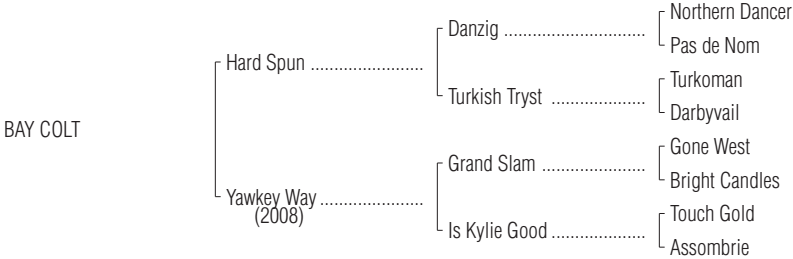 Northern Dancer
Danzig ..............................
Pas de Nom
Hard Spun ........................
Turkoman
Turkish Tryst ....................
Darbyvail
BAY COLT
Gone West
Grand Slam ......................
Bright Candles
Yawkey Way ......................
(2008)
Touch Gold
Is Kylie Good ....................
Assombrie